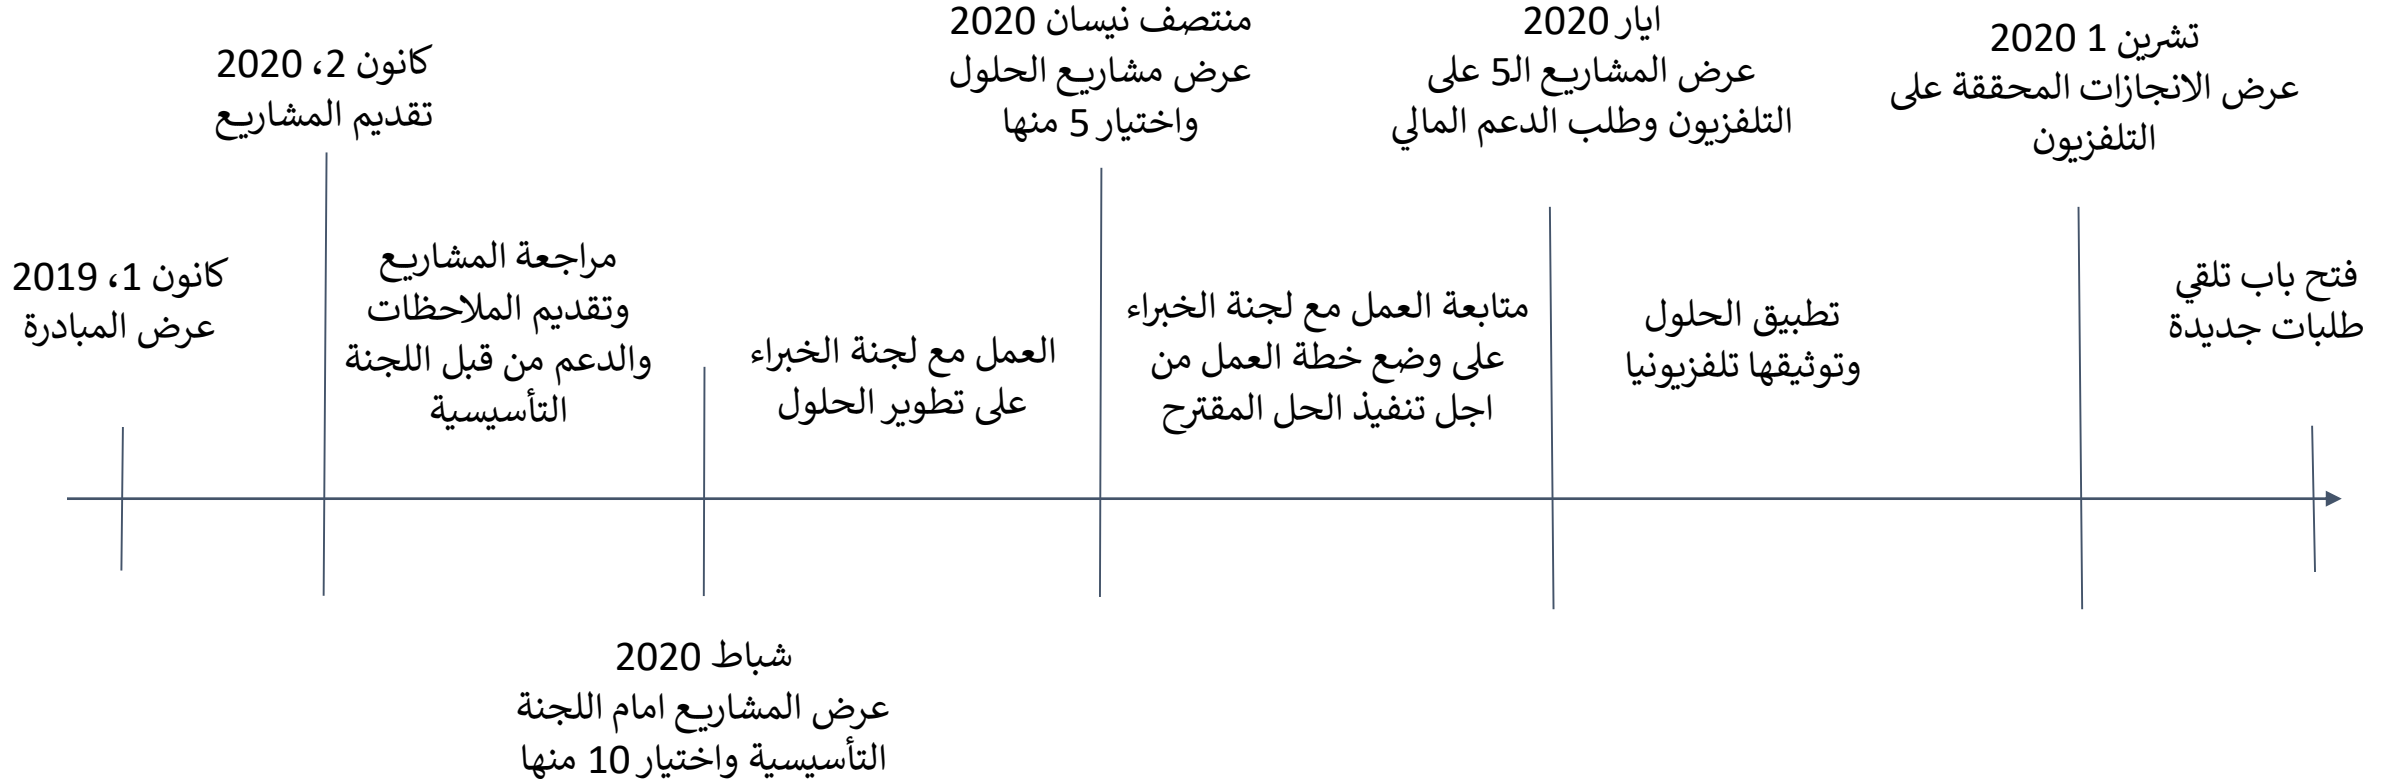 كانون 1، 2019
عرض المبادرة
كانون 2، 2020
تقديم المشاريع
مراجعة المشاريع
وتقديم الملاحظات
والدعم من قبل اللجنة
التأسيسية
شباط 2020
عرض المشاريع امام اللجنة
التأسيسية واختيار 10 منها
العمل مع لجنة الخبراء
على تطوير الحلول
منتصف نيسان 2020
عرض مشاريع الحلول
واختيار 5 منها
متابعة العمل مع لجنة الخبراء
على وضع خطة العمل من
اجل تنفيذ الحل المقترح
ايار 2020
عرض المشاريع ال5 على
التلفزيون وطلب الدعم المالي
تطبيق الحلول
وتوثيقها تلفزيونيا
تشرين 1 2020
عرض الانجازات المحققة على
التلفزيون
فتح باب تلقي
طلبات جديدة